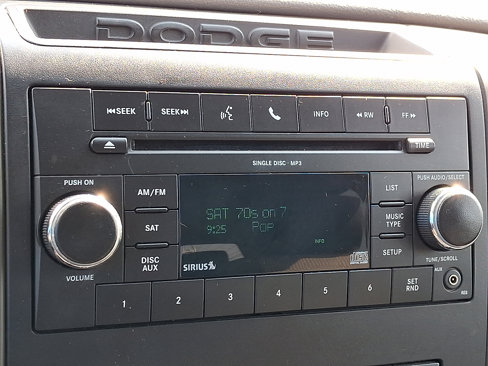 DODGE
SEEK SEEK INFO RW FF
TIME
SINGLE DISC · MP3
PUSH ON
PUSH AUDIO/SELECT
AM/FM
LIST
SAT 70s on 7
SAT
MUSIC TYPE
9:25 POP
INFO
DISC AUX
SETUP
SIRIUS
VOLUME
TUNE/SCROLL
AUX
1 2 3 4 5 6 SET RND